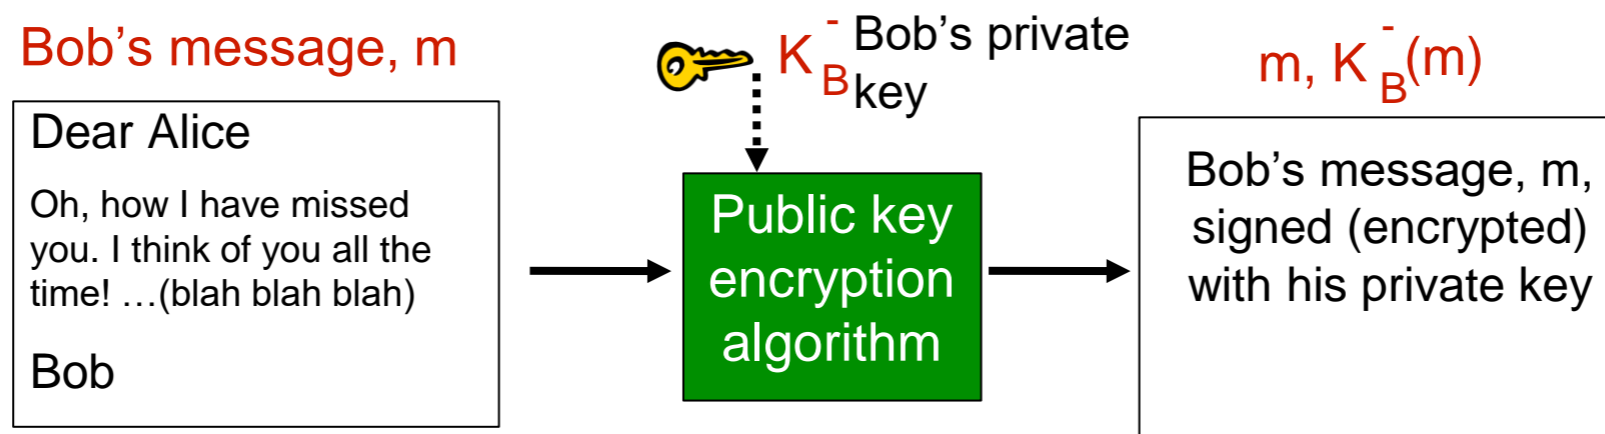 Bob’s message, m
Dear Alice
Oh, how I have missed
you. I think of you all the
time! …(blah blah blah)
Bob
K B - Bob’s private
key
Public key
encryption
algorithm
m, K B - (m)
Bob’s message, m,
signed (encrypted)
with his private key